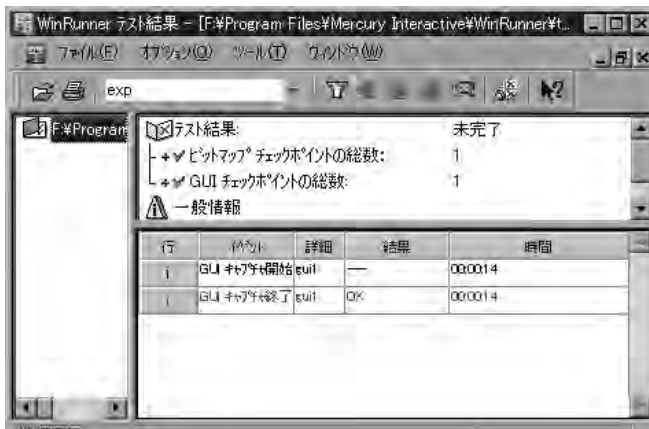 WinRunner テスト結果 - [F:¥Program Files¥Mercury Interactive¥WinRunner¥t...
ファイル(F) オプション(O) ツール(T) ウィンドウ(W)
exp
F:¥Program
テスト結果: 未完了
ビットマップ チェックポイントの総数: 1
GUI チェックポイントの総数: 1
一般情報
行 イベント 詳細 結果 時間
1 GUI キャプチャ開始 gui1 --- 00:00:14
1 GUI キャプチャ終了 gui1 OK 00:00:14